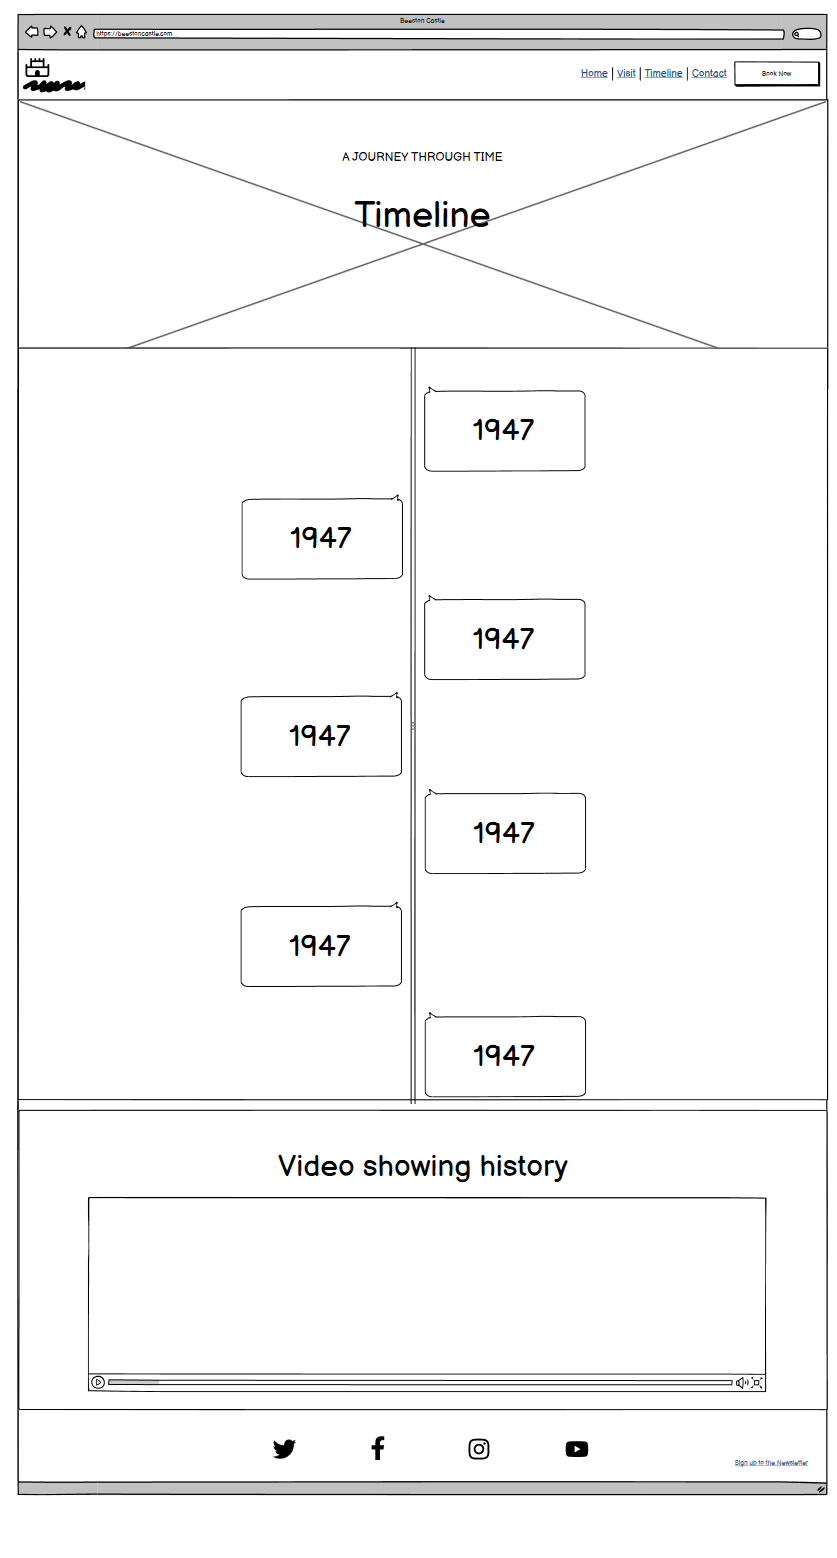 Beeston Castle
https://beestoncastle.com
Home | Visit | Timeline | Contact
Book Now
A JOURNEY THROUGH TIME
Timeline
1947
1947
1947
1947
1947
1947
1947
Video showing history
Sign up to the Newsletter